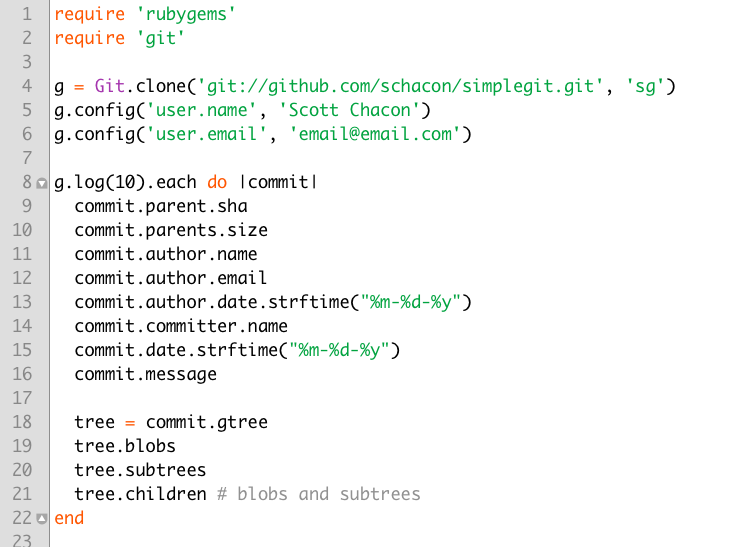 1 require 'rubygems'
2 require 'git'
3
4 g = Git.clone('git://github.com/schacon/simplegit.git', 'sg')
5 g.config('user.name', 'Scott Chacon')
6 g.config('user.email', 'email@email.com')
7
8 g.log(10).each do |commit|
9   commit.parent.sha
10   commit.parents.size
11   commit.author.name
12   commit.author.email
13   commit.author.date.strftime("%m-%d-%y")
14   commit.committer.name
15   commit.date.strftime("%m-%d-%y")
16   commit.message
17
18   tree = commit.gtree
19   tree.blobs
20   tree.subtrees
21   tree.children # blobs and subtrees
22 end
23